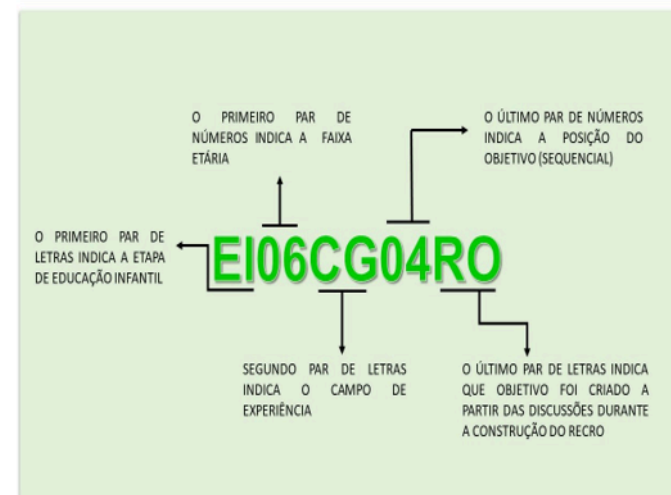 O PRIMEIRO PAR DE
NÚMEROS INDICA A FAIXA
ETÁRIA
O ÚLTIMO PAR DE NÚMEROS
INDICA A POSIÇÃO DO
OBJETIVO (SEQUENCIAL)
O PRIMEIRO PAR DE
LETRAS INDICA A ETAPA
DE EDUCAÇÃO INFANTIL
EI06CG04RO
SEGUNDO PAR DE LETRAS
INDICA O CAMPO DE
EXPERIÊNCIA
O ÚLTIMO PAR DE LETRAS INDICA
QUE OBJETIVO FOI CRIADO A
PARTIR DAS DISCUSSÕES DURANTE
A CONSTRUÇÃO DO RECRO